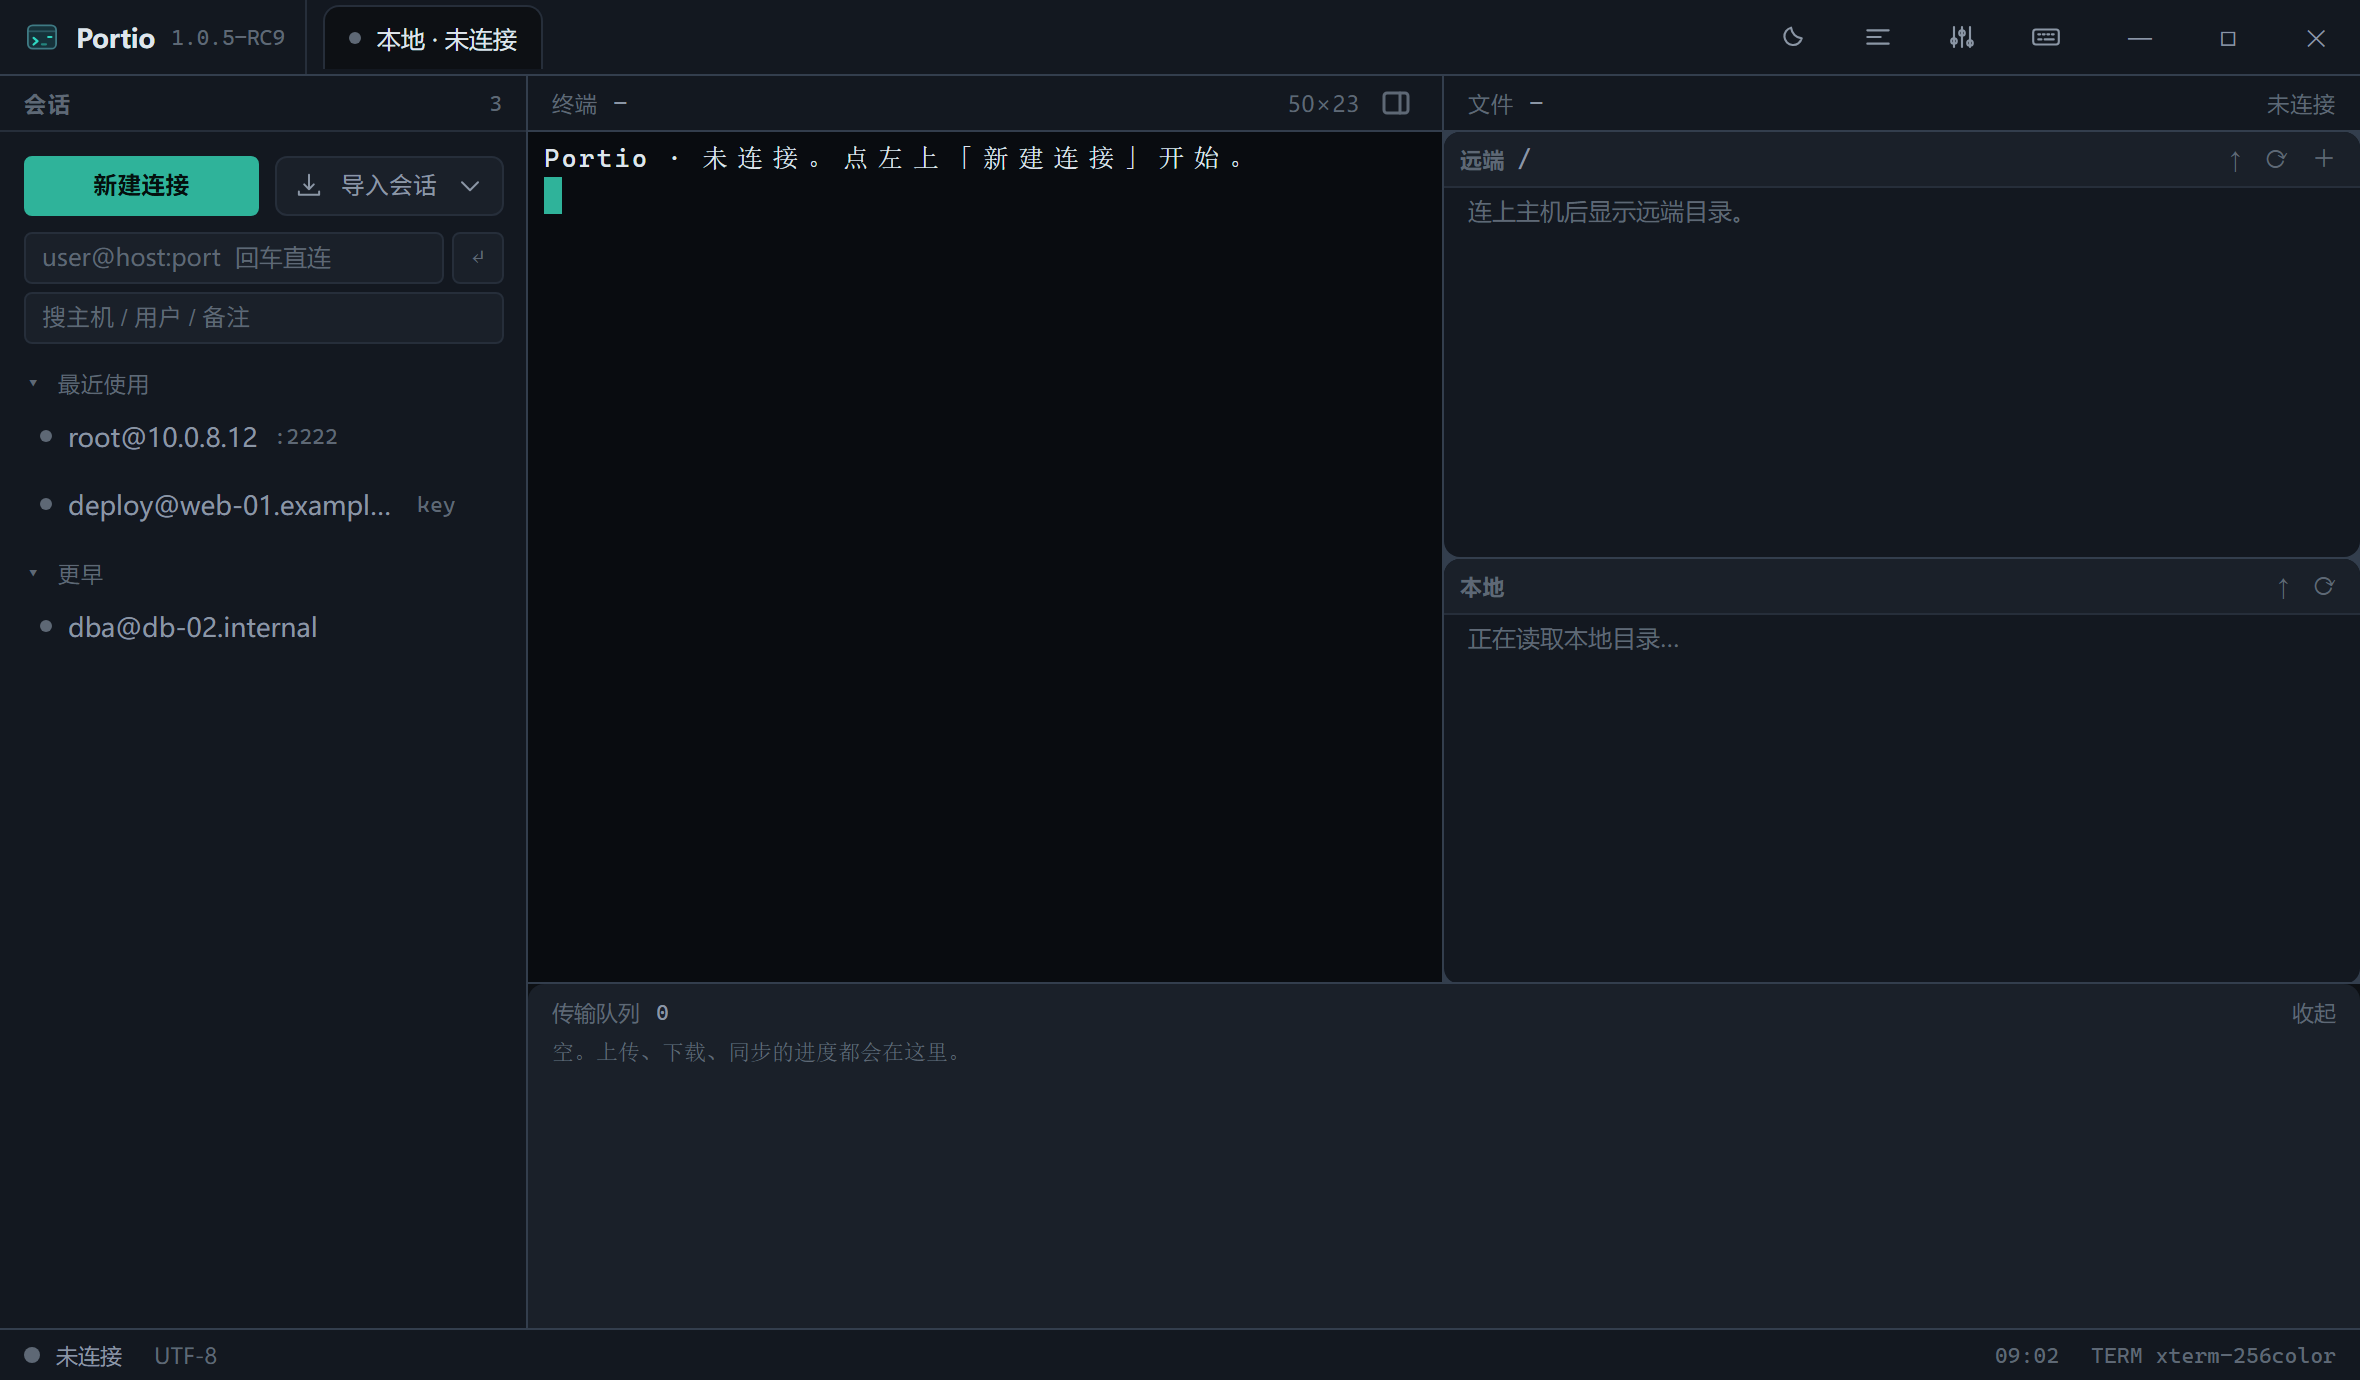 Portio 1.0.5-RC9
本地 · 未连接
会话 3
新建连接
导入会话
user@host:port 回车直连
搜主机 / 用户 / 备注
最近使用
root@10.0.8.12 :2222
deploy@web-01.exampl... key
更早
dba@db-02.internal
终端 — 50×23
Portio · 未连接。点左上「新建连接」开始。
文件 — 未连接
远端 /
连上主机后显示远端目录。
本地
正在读取本地目录...
传输队列 0 收起
空。上传、下载、同步的进度都会在这里。
未连接 UTF-8
09:02 TERM xterm-256color